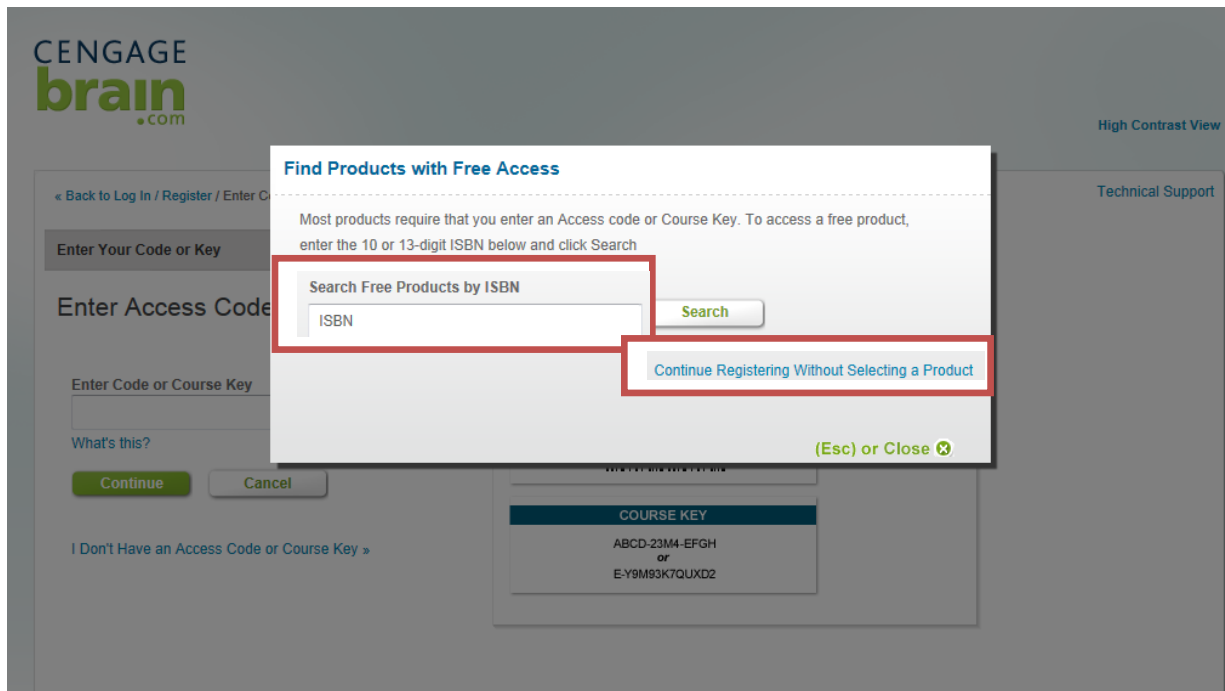 CENGAGE
brain
.com
High Contrast View
Find Products with Free Access
« Back to Log In / Register / Enter
Technical Support
Most products require that you enter an Access code or Course Key. To access a free product,
enter the 10 or 13-digit ISBN below and click Search
Enter Your Code or Key
Search Free Products by ISBN
Enter Access Code
ISBN
Search
Continue Registering Without Selecting a Product
Enter Code or Course Key
What's this?
(Esc) or Close
Continue
Cancel
COURSE KEY
I Don't Have an Access Code or Course Key »
ABCD-23M4-EFGH
or
E-Y9M93K7QUXD2